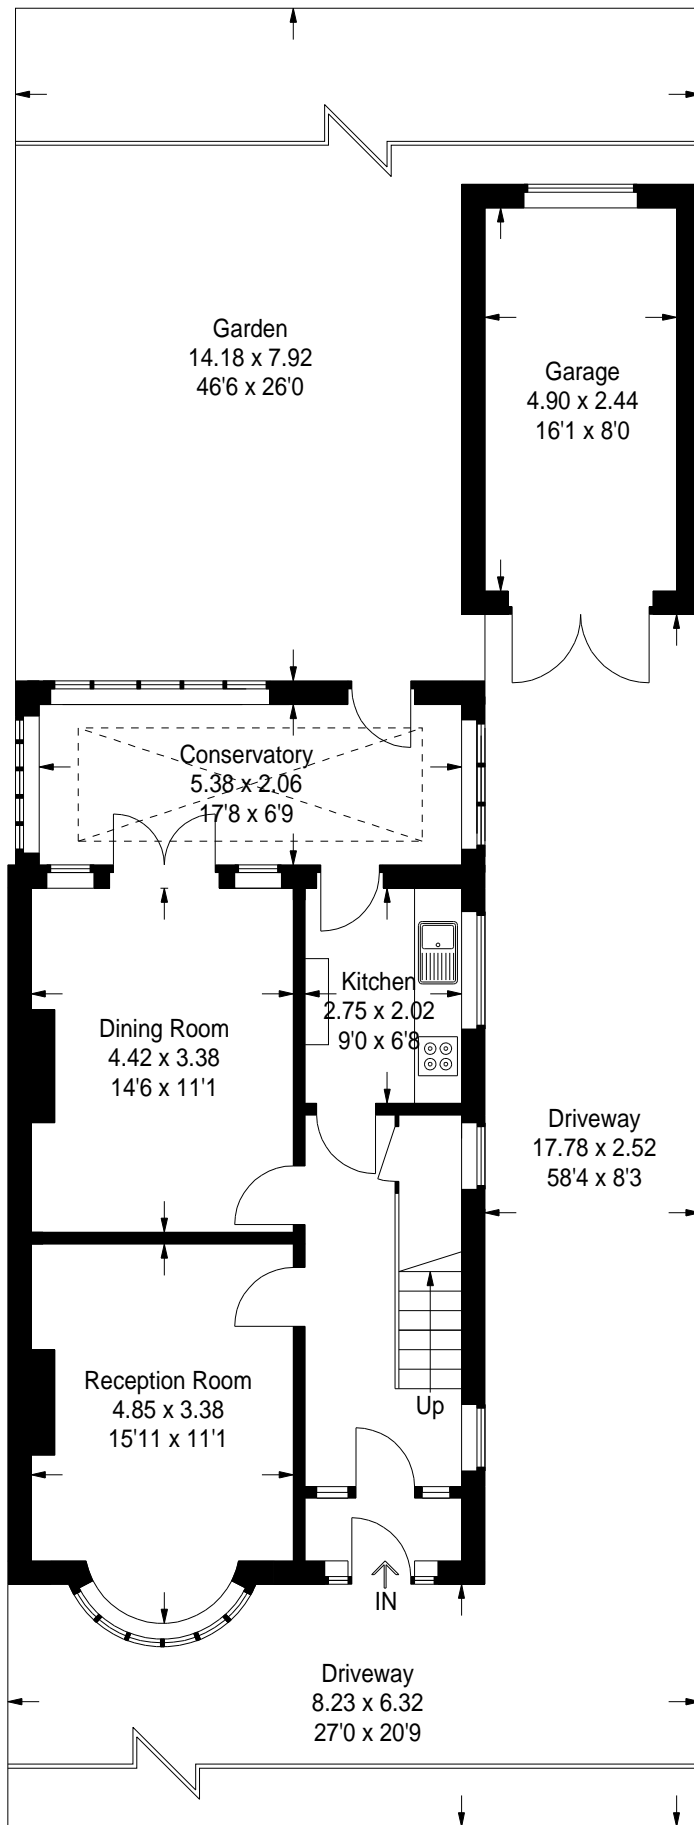 Garden
14.18 x 7.92
46'6 x 26'0
Garage
4.90 x 2.44
16'1 x 8'0
Conservatory
5.38 x 2.06
17'8 x 6'9
Kitchen
2.75 x 2.02
9'0 x 6'8
Dining Room
4.42 x 3.38
14'6 x 11'1
Driveway
17.78 x 2.52
58'4 x 8'3
Reception Room
4.85 x 3.38
15'11 x 11'1
Up
IN
Driveway
8.23 x 6.32
27'0 x 20'9